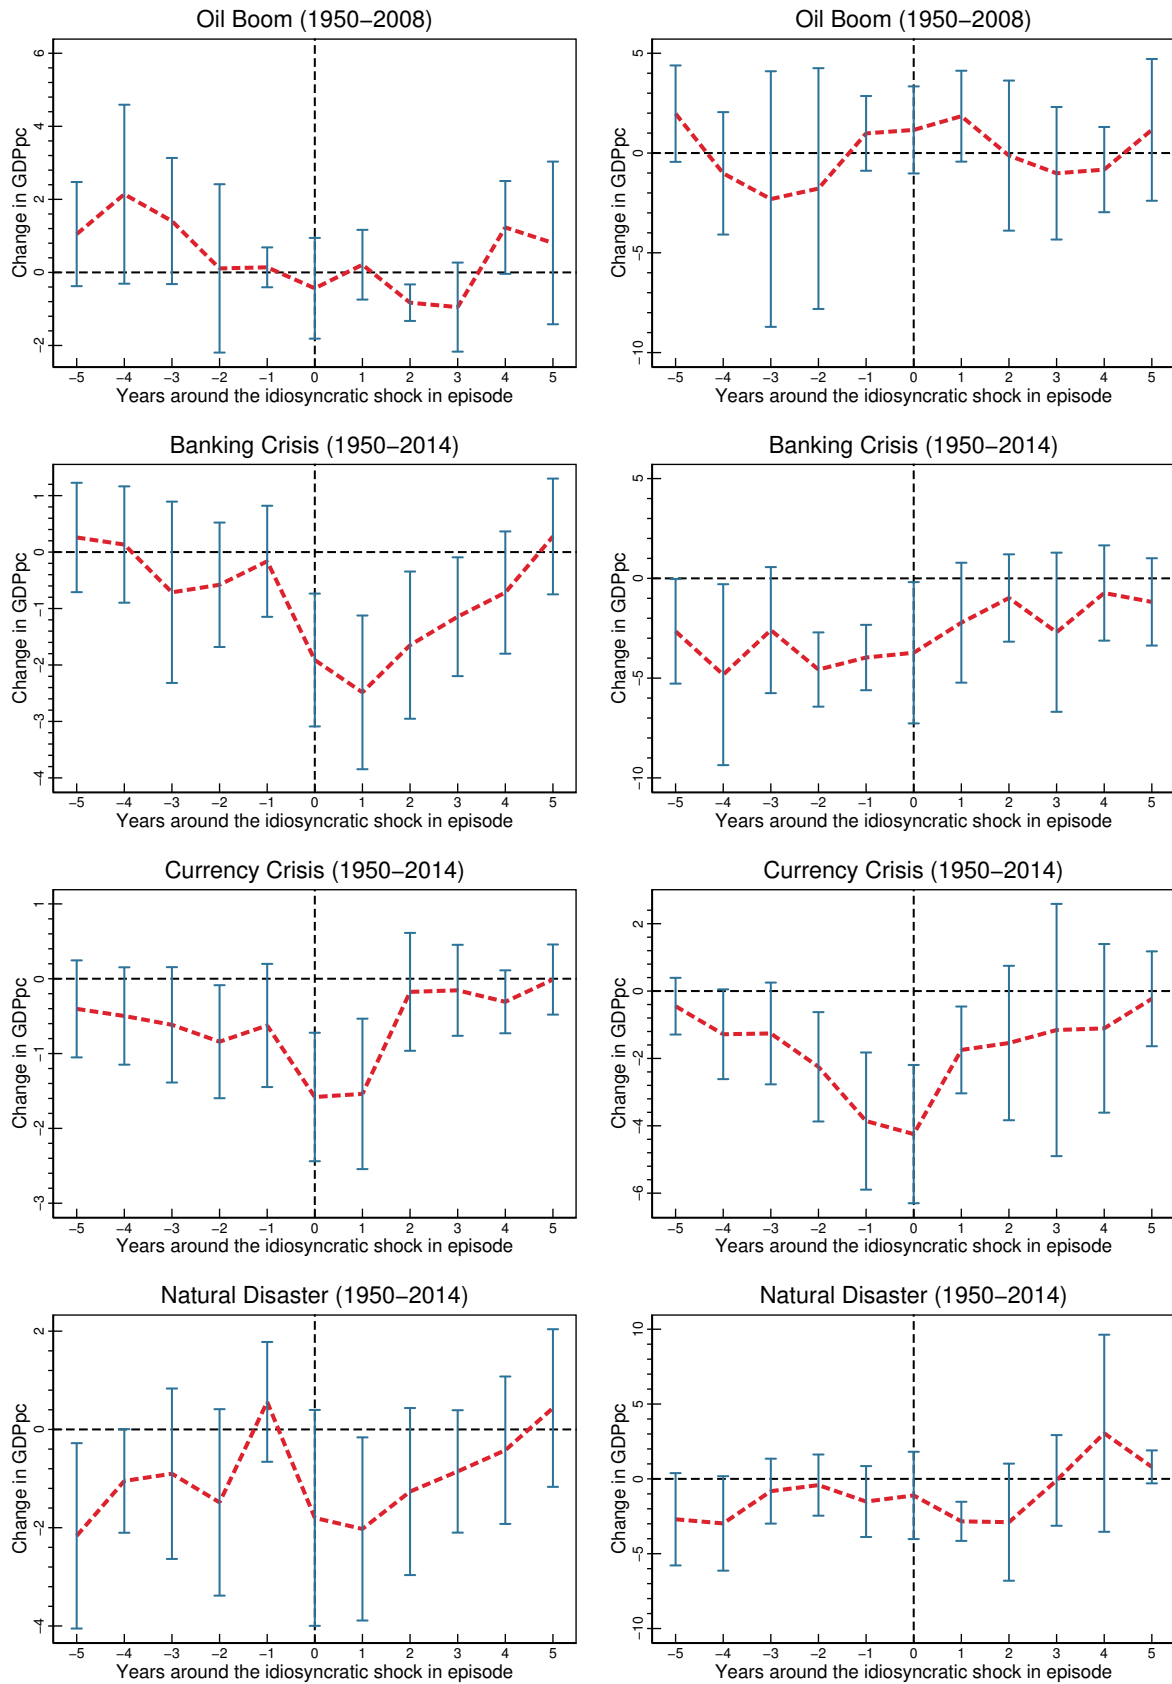 Oil Boom (1950−2008)
Change in GDPpc
6
4
2
0
−2
−5 −4 −3 −2 −1 0 1 2 3 4 5
Years around the idiosyncratic shock in episode
Oil Boom (1950−2008)
Change in GDPpc
5
0
−5
−10
−5 −4 −3 −2 −1 0 1 2 3 4 5
Years around the idiosyncratic shock in episode
Banking Crisis (1950−2014)
Change in GDPpc
1
0
−1
−2
−3
−4
−5 −4 −3 −2 −1 0 1 2 3 4 5
Years around the idiosyncratic shock in episode
Banking Crisis (1950−2014)
Change in GDPpc
5
0
−5
−10
−5 −4 −3 −2 −1 0 1 2 3 4 5
Years around the idiosyncratic shock in episode
Currency Crisis (1950−2014)
Change in GDPpc
1
0
−1
−2
−3
−5 −4 −3 −2 −1 0 1 2 3 4 5
Years around the idiosyncratic shock in episode
Currency Crisis (1950−2014)
Change in GDPpc
2
0
−2
−4
−6
−5 −4 −3 −2 −1 0 1 2 3 4 5
Years around the idiosyncratic shock in episode
Natural Disaster (1950−2014)
Change in GDPpc
2
0
−2
−4
−5 −4 −3 −2 −1 0 1 2 3 4 5
Years around the idiosyncratic shock in episode
Natural Disaster (1950−2014)
Change in GDPpc
10
5
0
−5
−10
−5 −4 −3 −2 −1 0 1 2 3 4 5
Years around the idiosyncratic shock in episode